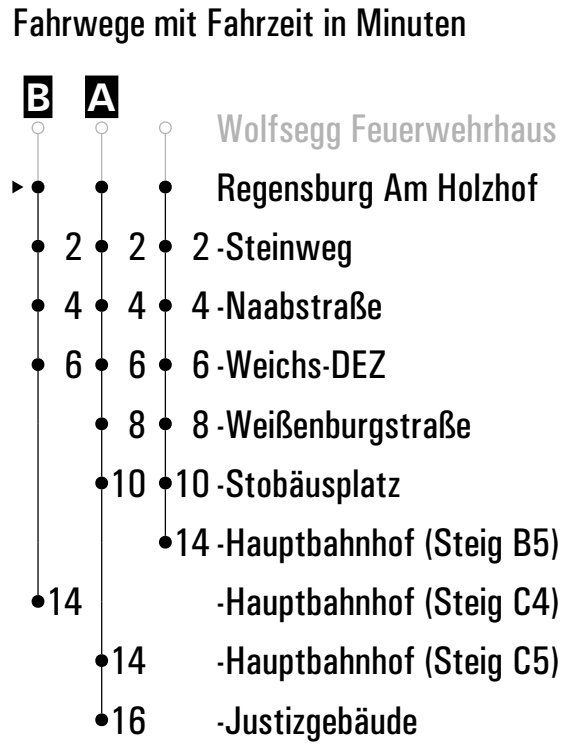 Fahrwege mit Fahrzeit in Minuten
B A
Wolfsegg Feuerwehrhaus
Regensburg Am Holzhof
2 2 2 -Steinweg
4 4 4 -Naabstraße
6 6 6 -Weichs-DEZ
8 8 -Weißenburgstraße
10 10 -Stobäusplatz
14 -Hauptbahnhof (Steig B5)
14 -Hauptbahnhof (Steig C4)
14 -Hauptbahnhof (Steig C5)
16 -Justizgebäude